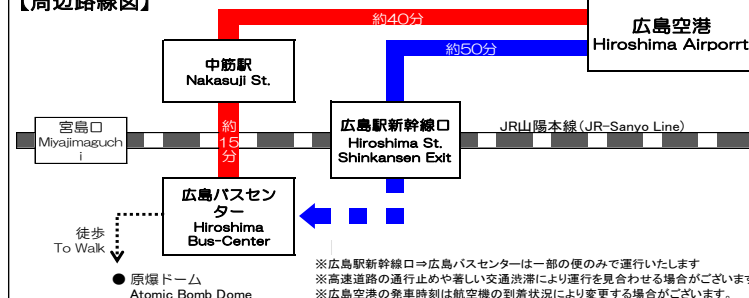 【周辺路線図】
約40分
広島空港
Hiroshima Airporrt
約50分
中筋駅
Nakasuji St.
宮島口
Miyajimaguch
i
約
15
分
広島駅新幹線口
Hiroshima St.
Shinkansen Exit
JR山陽本線(JR-Sanyo Line)
広島バスセン
ター
Hiroshima
Bus-Center
徒歩
To Walk
● 原爆ドーム
Atomic Bomb Dome
※広島駅新幹線口⇒広島バスセンターは一部の便のみで運行いたします
※高速道路の通行止めや著しい交通渋滞により運行を見合わせる場合がございます
※広島空港の発車時刻は航空機の到着状況により変更する場合がございます。